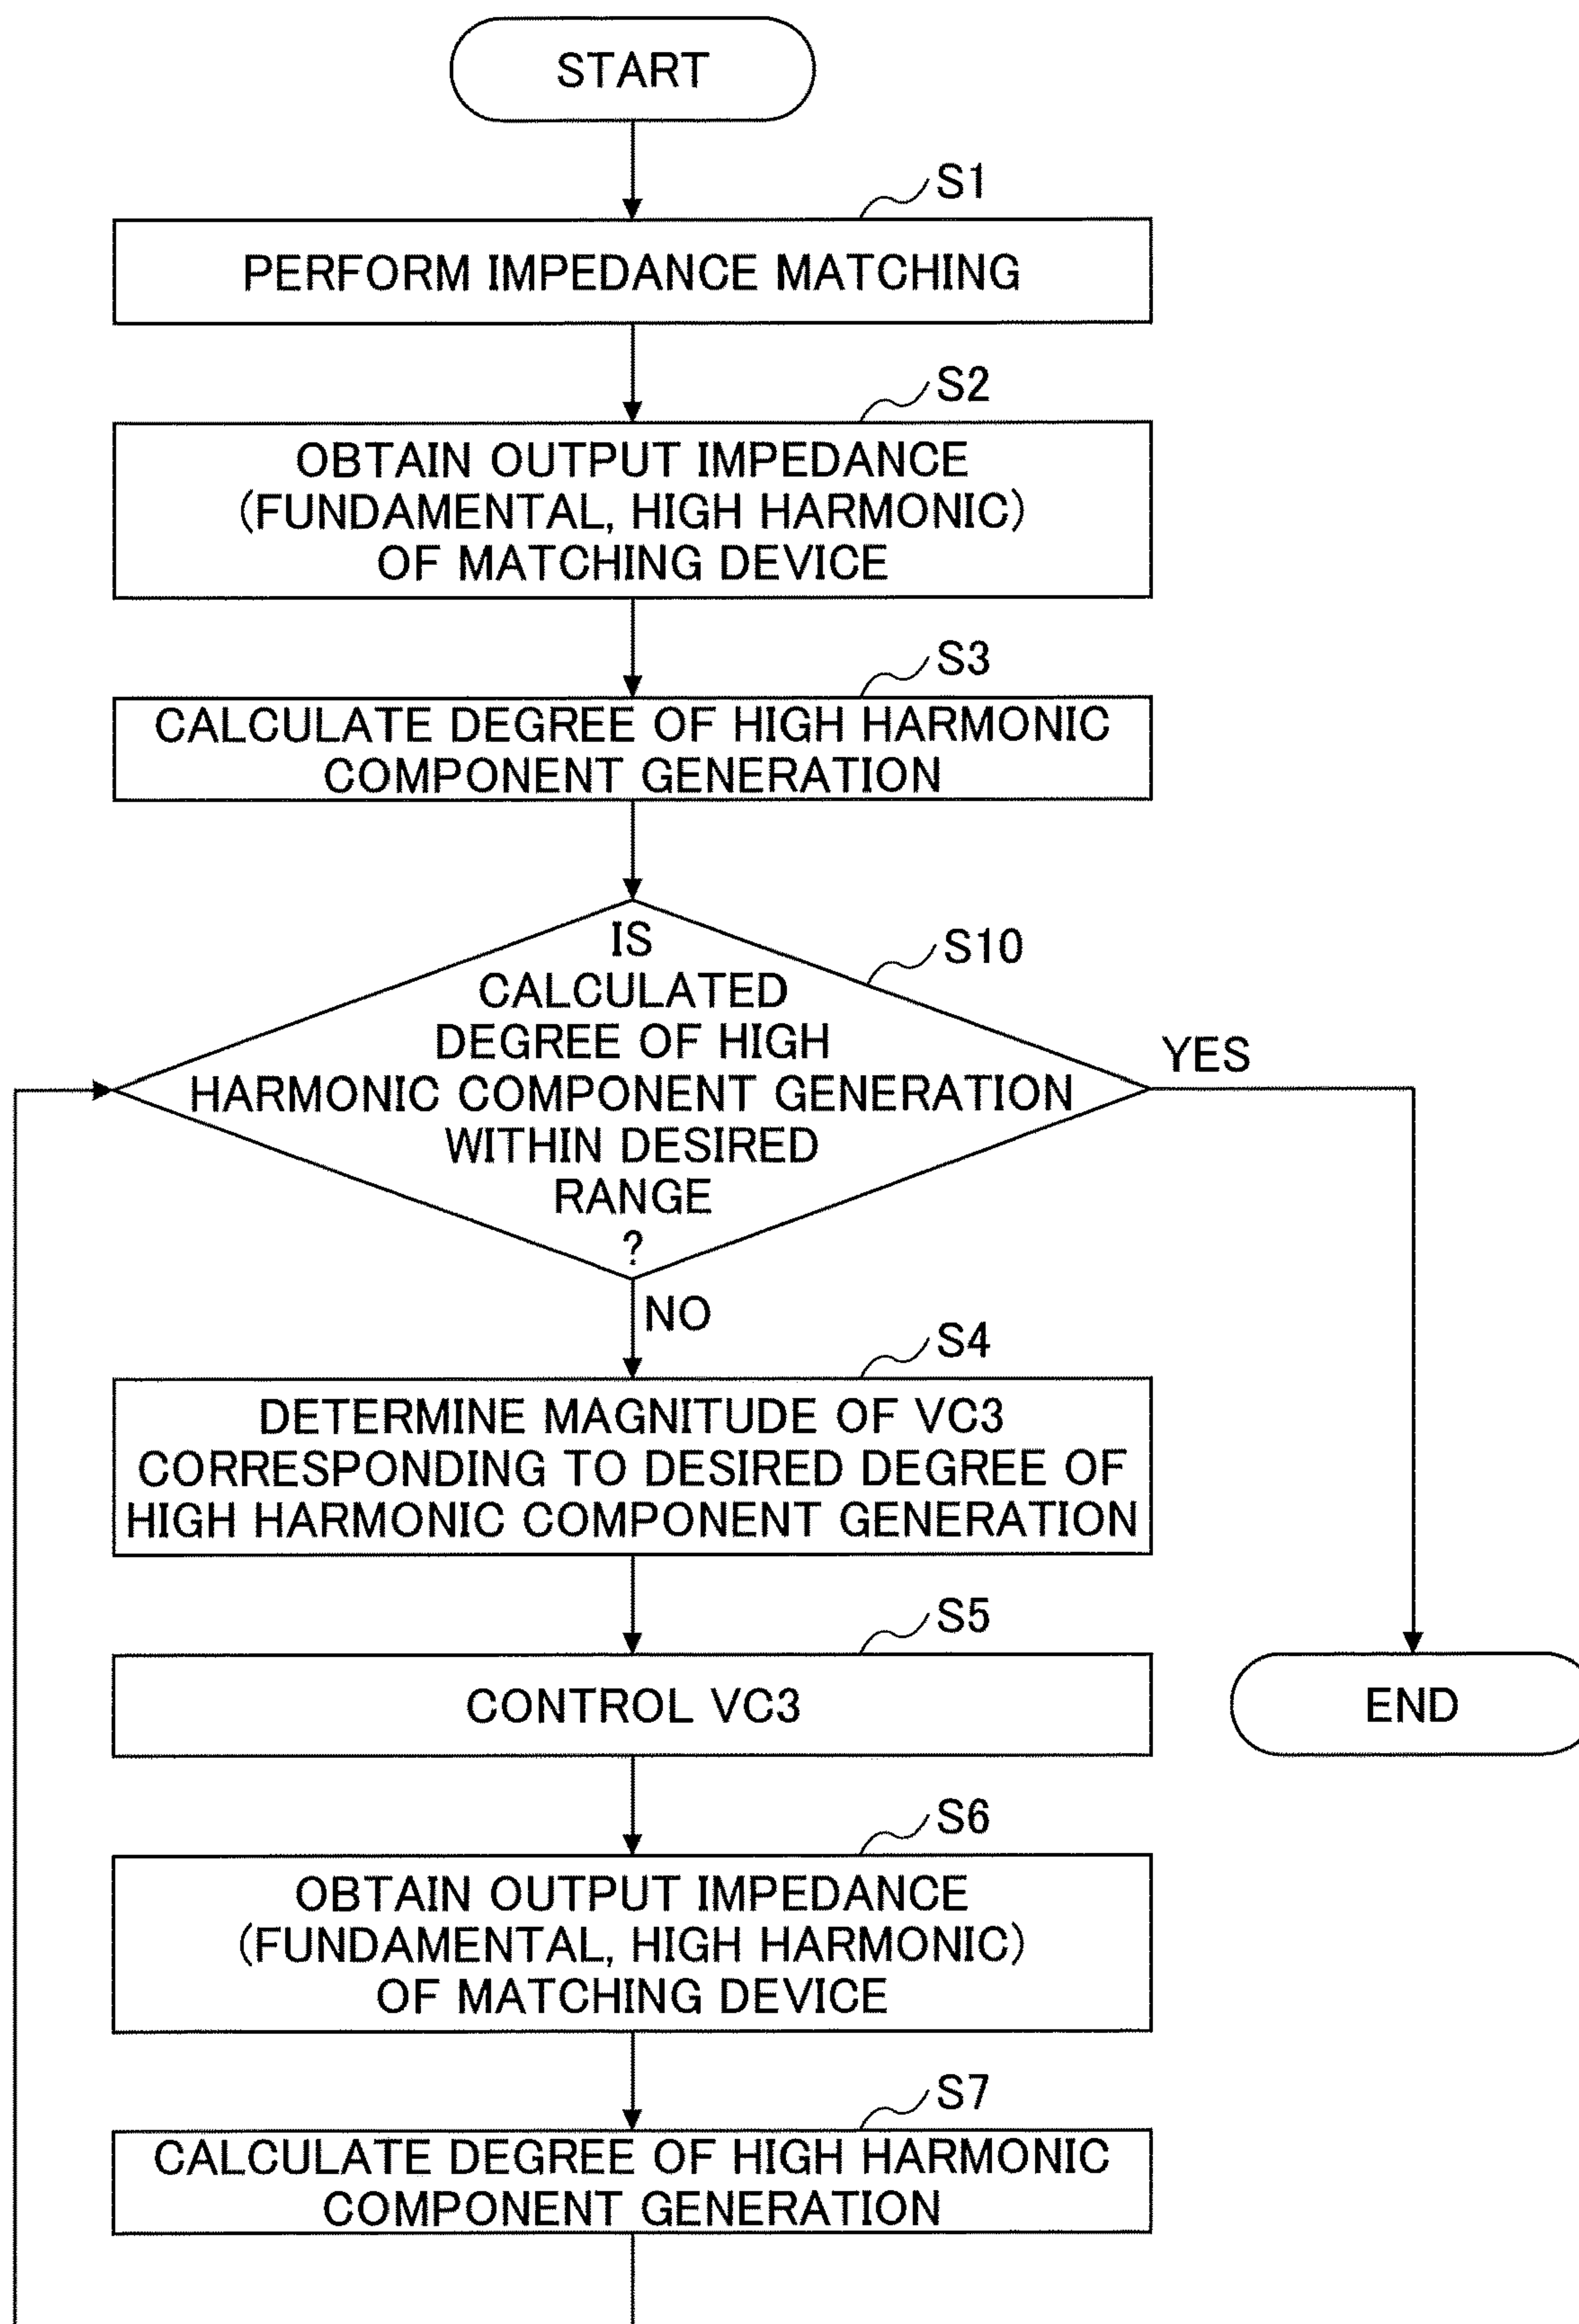 START
S1
PERFORM IMPEDANCE MATCHING
S2
OBTAIN OUTPUT IMPEDANCE
(FUNDAMENTAL, HIGH HARMONIC)
OF MATCHING DEVICE
S3
CALCULATE DEGREE OF HIGH HARMONIC
COMPONENT GENERATION
S10
IS
CALCULATED
DEGREE OF HIGH
HARMONIC COMPONENT GENERATION
WITHIN DESIRED
RANGE
?
YES
NO
S4
DETERMINE MAGNITUDE OF VC3
CORRESPONDING TO DESIRED DEGREE OF
HIGH HARMONIC COMPONENT GENERATION
S5
CONTROL VC3
END
S6
OBTAIN OUTPUT IMPEDANCE
(FUNDAMENTAL, HIGH HARMONIC)
OF MATCHING DEVICE
S7
CALCULATE DEGREE OF HIGH HARMONIC
COMPONENT GENERATION